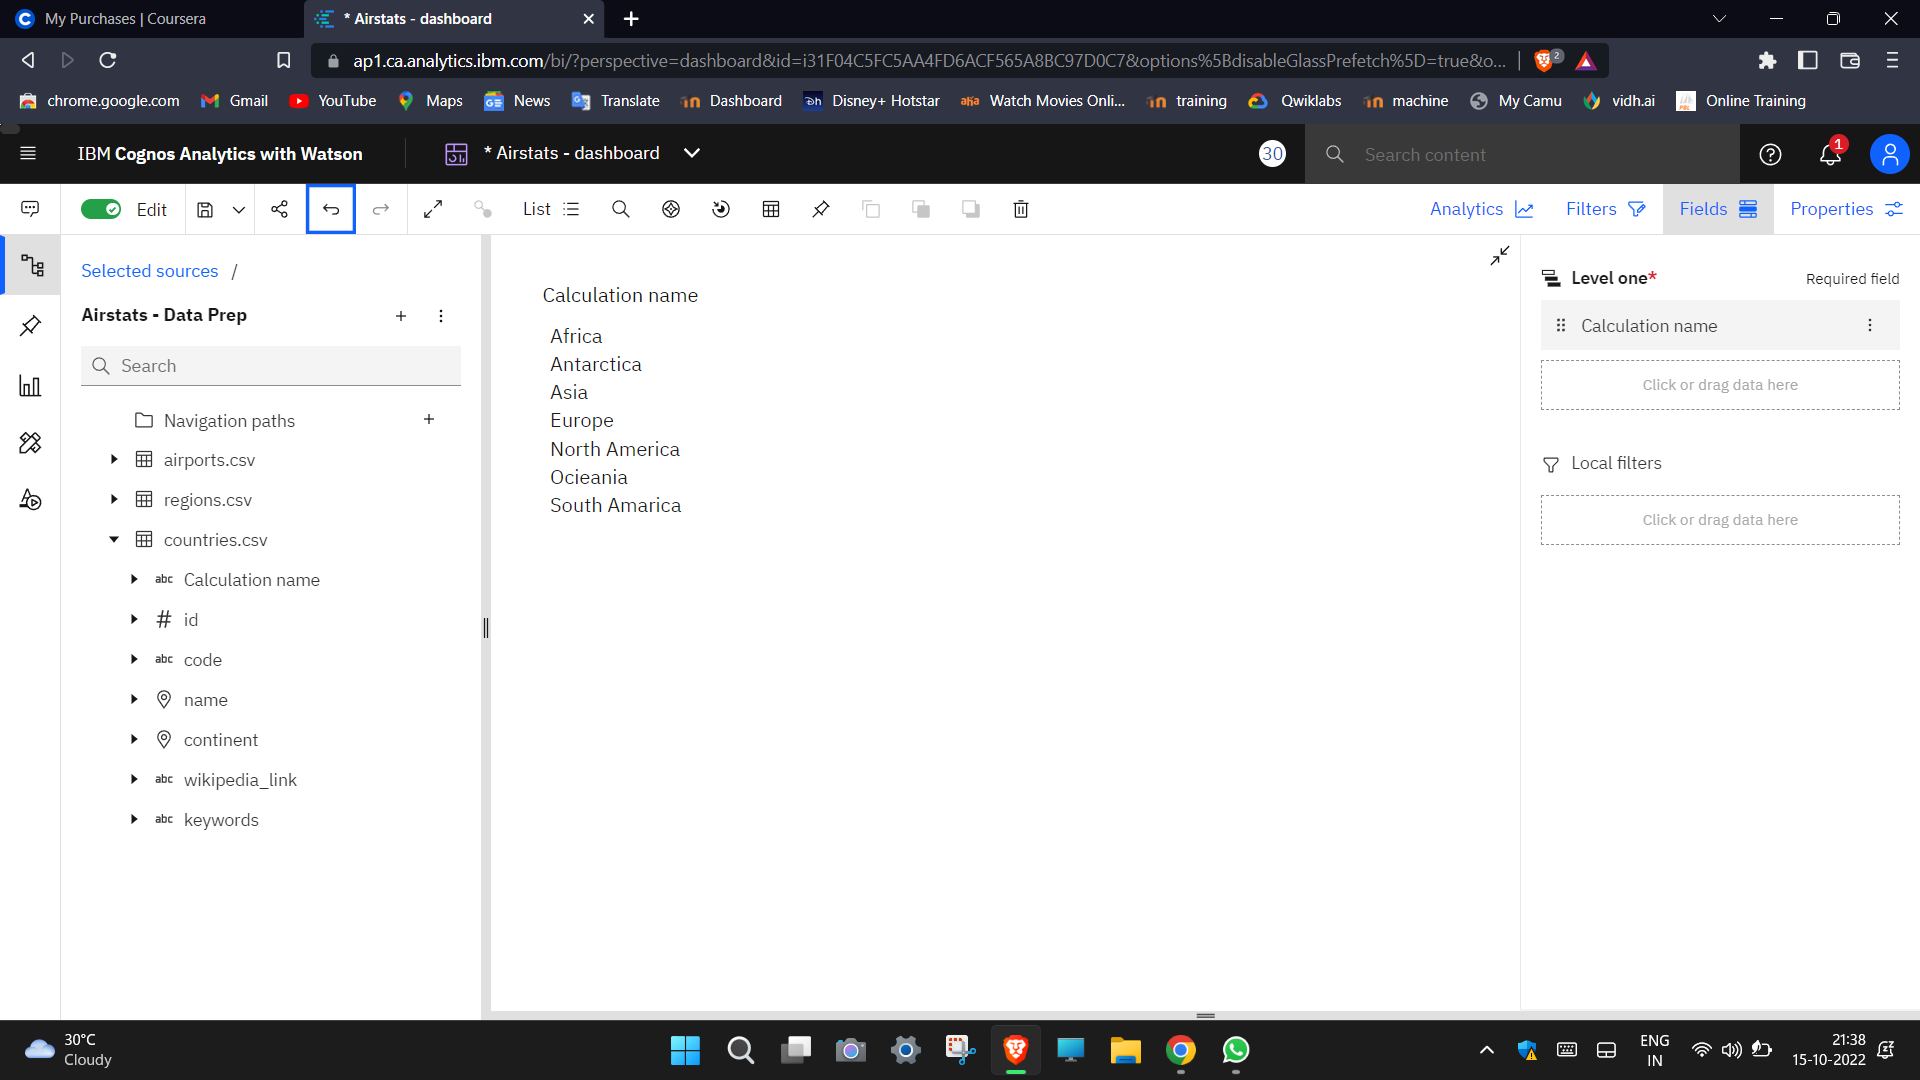 My Purchases | Coursera
* Airstats - dashboard
ap1.ca.analytics.ibm.com/bi/?perspective=dashboard&id=i31F04C5FC5AA4FD6ACF565A8BC97D0C7&options%5BdisableGlassPrefetch%5D=true&o...
2
chrome.google.com
Gmail
YouTube
Maps
News
Translate
Dashboard
Disney+ Hotstar
Watch Movies Onli...
training
Qwiklabs
machine
My Camu
vidh.ai
Online Training
IBM Cognos Analytics with Watson
* Airstats - dashboard
30
Search content
1
Edit
List
Analytics
Filters
Fields
Properties
Selected sources /
Airstats - Data Prep
Search
Navigation paths
airports.csv
regions.csv
countries.csv
abc Calculation name
# id
abc code
name
continent
abc wikipedia_link
abc keywords
Calculation name
Africa
Antarctica
Asia
Europe
North America
Ocieania
South Amarica
Level one*
Required field
Calculation name
Click or drag data here
Local filters
Click or drag data here
30°C
Cloudy
ENG
IN
21:38
15-10-2022